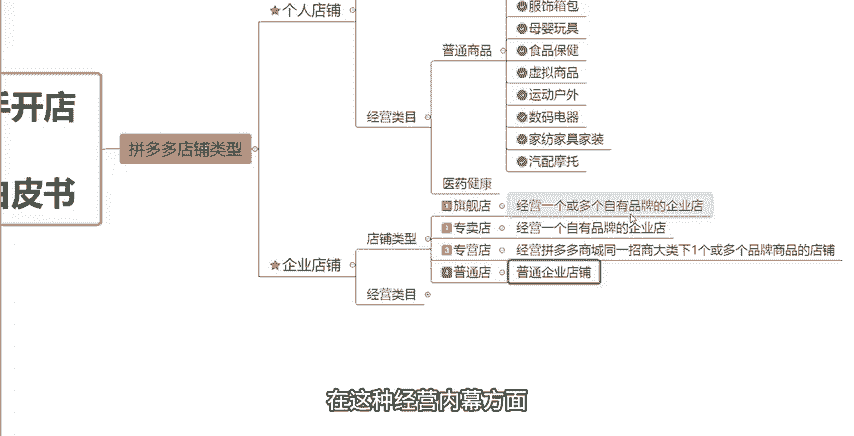 手开店
白皮书
拼多多店铺类型
个人店铺
经营类目
普通商品
服饰箱包
母婴玩具
食品保健
虚拟商品
运动户外
数码电器
家纺家具家装
汽配摩托
医药健康
企业店铺
店铺类型
旗舰店 经营一个或多个自有品牌的企业店
专卖店 经营一个自有品牌的企业店
专营店 经营拼多多商城同一招商大类下1个或多个品牌商品的店铺
普通店 普通企业店铺
经营类目
在这种经营内幕方面